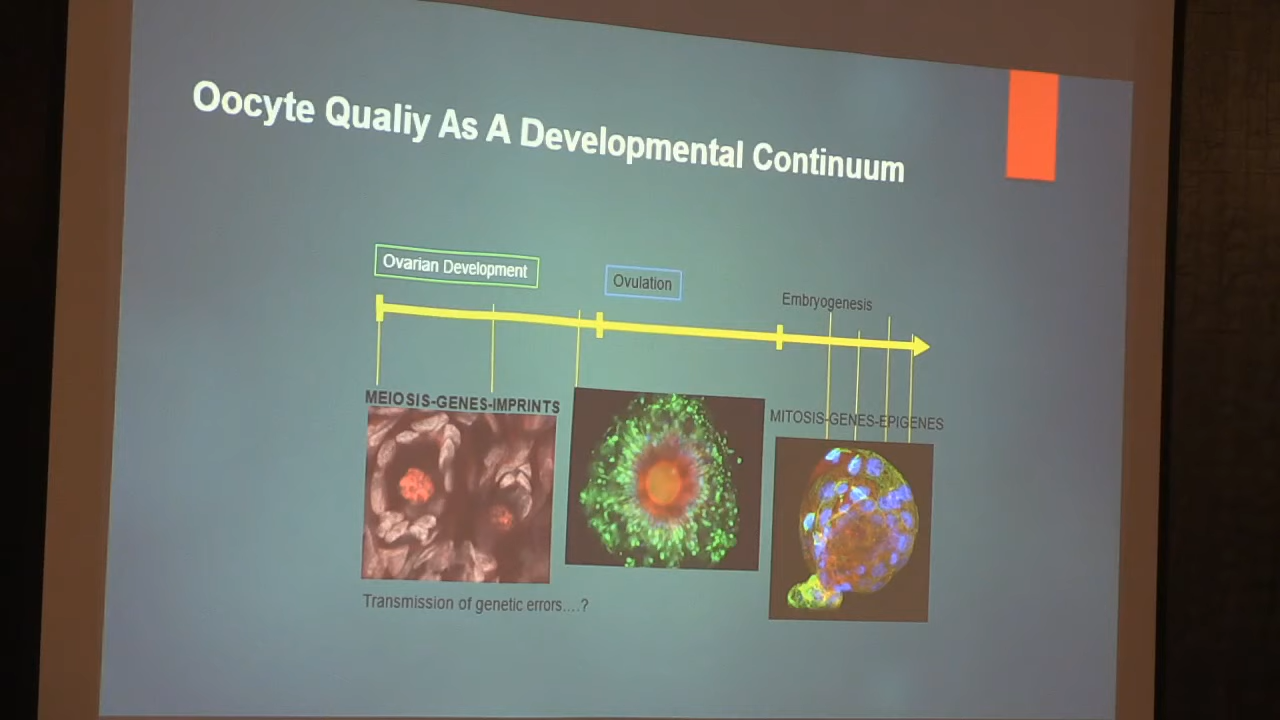 Oocyte Qualiy As A Developmental Continuum
Ovarian Development
Ovulation
Embryogenesis
MEIOSIS-GENES-IMPRINTS
MITOSIS-GENES-EPIGENES
Transmission of genetic errors....?